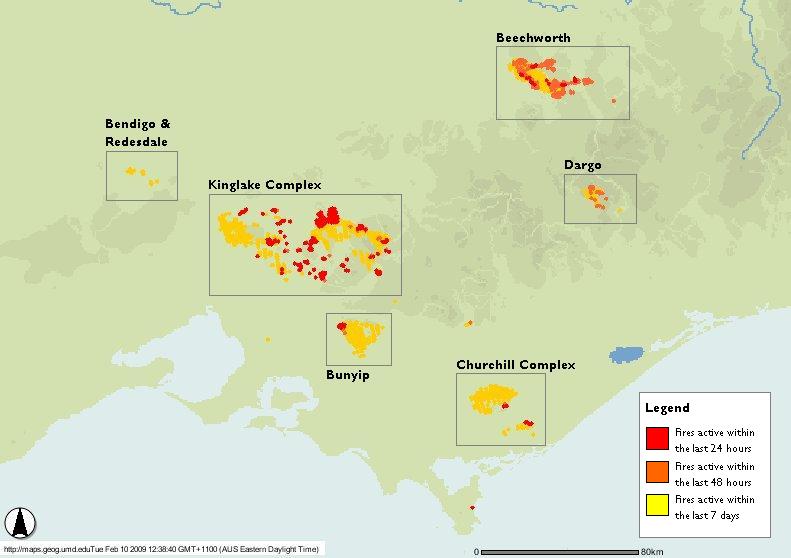 Beechworth
Bendigo &
Redesdale
Dargo
Kinglake Complex
Bunyip
Churchill Complex
Legend
Fires active within
the last 24 hours
Fires active within
the last 48 hours
Fires active within
the last 7 days
http://maps.geog.umd.eduTue Feb 10 2009 12:38:40 GMT+1100 (AUS Eastern Daylight Time)
0 80km